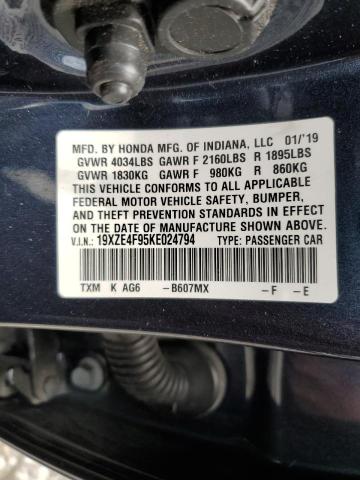 MFD. BY HONDA MFG. OF INDIANA, LLC 01/'19
GVWR 4034LBS GAWR F 2160LBS R 1895LBS
GVWR 1830KG GAWR F 980KG R 860KG
THIS VEHICLE CONFORMS TO ALL APPLICABLE
FEDERAL MOTOR VEHICLE SAFETY, BUMPER,
AND THEFT PREVENTION STANDARDS IN EFFECT
ON THE DATE OF MANUFACTURE SHOWN ABOVE.
V.I.N.: 19XZE4F95KE024794 TYPE: PASSENGER CAR
TXM K AG6 -B607MX -F -E